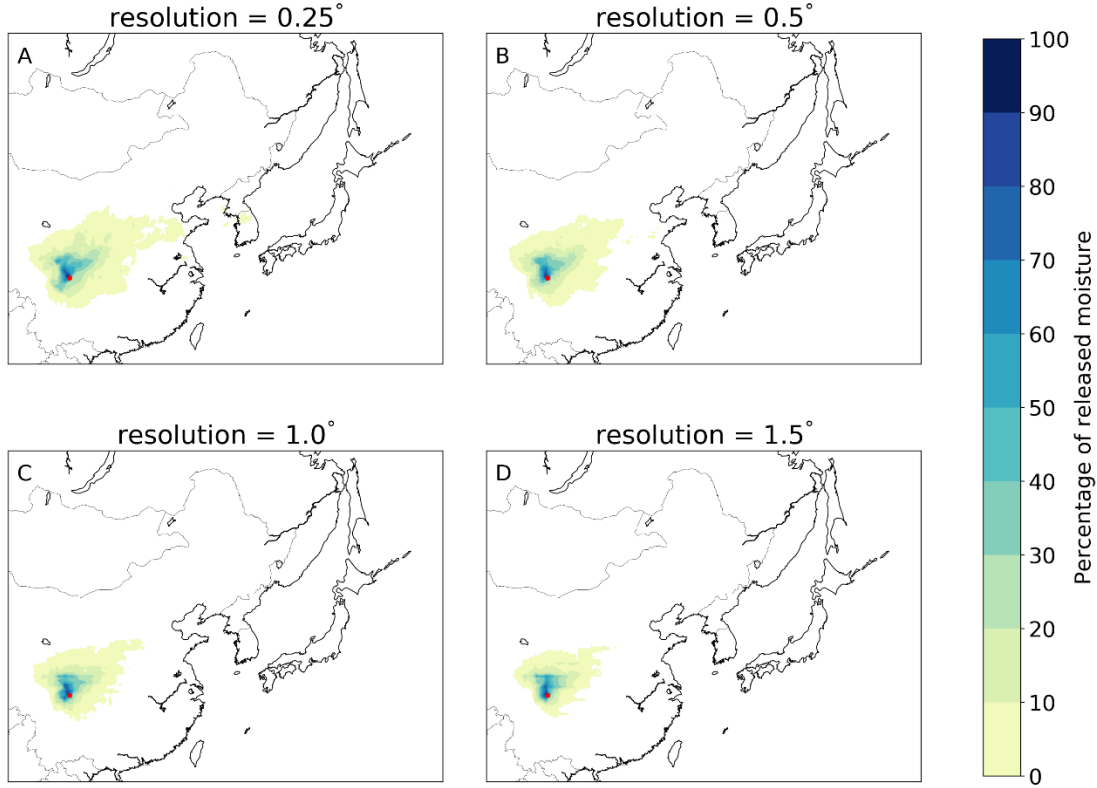 resolution = 0.25°
resolution = 0.5°
A
B
resolution = 1.0°
resolution = 1.5°
C
D
100
90
80
70
60
50
40
30
20
10
0
Percentage of released moisture